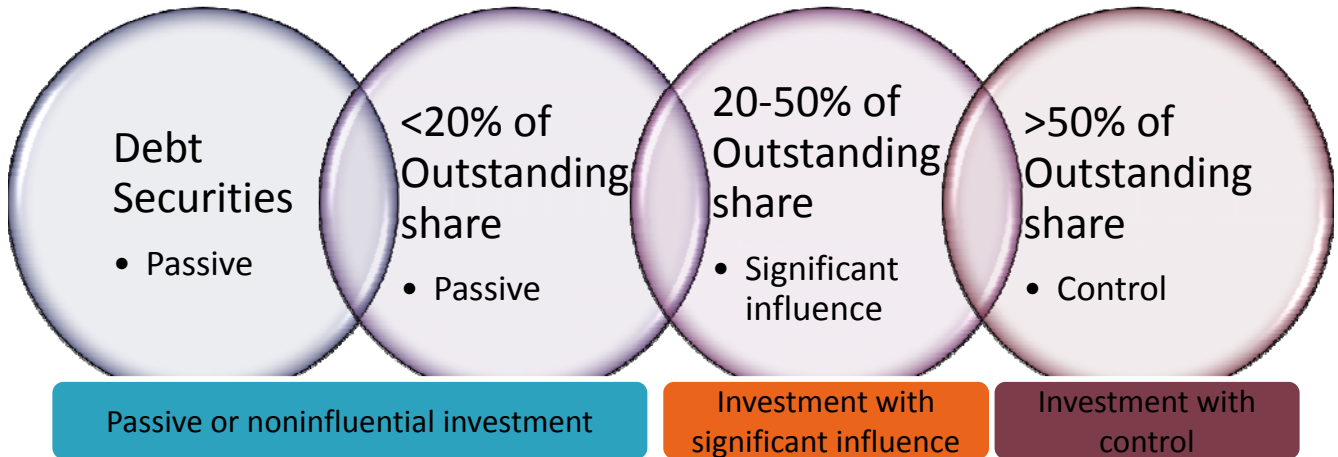 Debt
Securities
• Passive
<20% of
Outstanding
share
• Passive
20-50% of
Outstanding
share
• Significant
influence
>50% of
Outstanding
share
• Control
Passive or noninfluential investment
Investment with
significant influence
Investment with
control